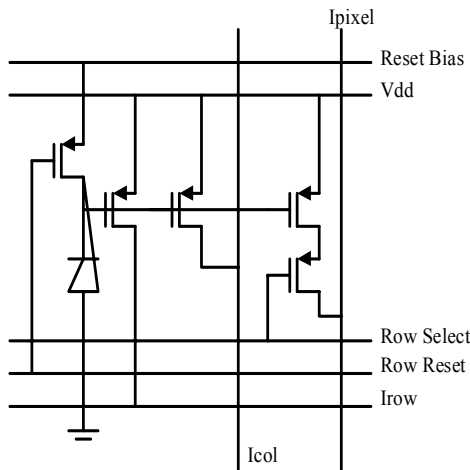 Ipixel
Reset Bias
Vdd
Row Select
Row Reset
Irow
Icol